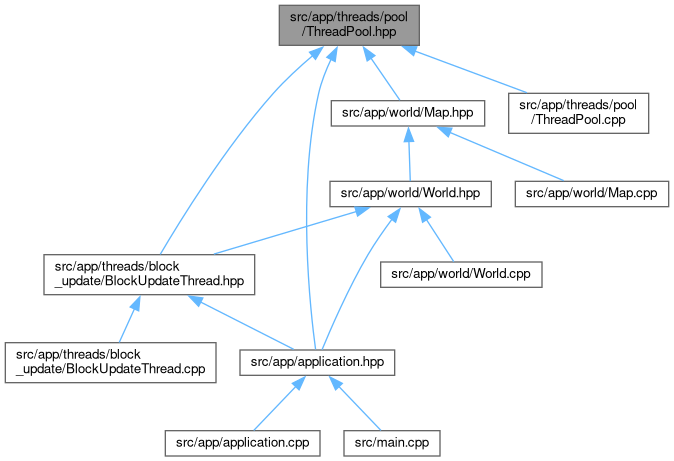 src/app/threads/pool
/ThreadPool.hpp
src/app/world/Map.hpp
src/app/threads/pool
/ThreadPool.cpp
src/app/world/World.hpp
src/app/world/Map.cpp
src/app/threads/block
_update/BlockUpdateThread.hpp
src/app/world/World.cpp
src/app/threads/block
_update/BlockUpdateThread.cpp
src/app/application.hpp
src/app/application.cpp
src/main.cpp